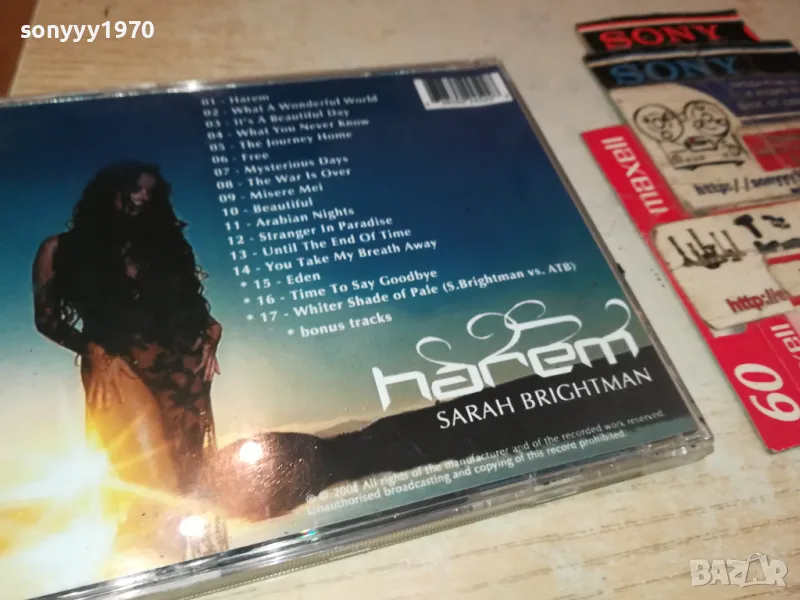 sonyyy1970
01 - Harem
02 - What A Wonderful World
03 - It's A Beautiful Day
04 - What You Never Know
05 - The Journey Home
06 - Free
07 - Mysterious Days
08 - The War Is Over
09 - Misere Mei
10 - Beautiful
11 - Arabian Nights
12 - Stranger In Paradise
13 - Until The End Of Time
14 - You Take My Breath Away
* 15 - Eden
* 16 - Time To Say Goodbye
* 17 - Whiter Shade of Pale (S.Brightman vs. ATB)
* bonus tracks
harem
SARAH BRIGHTMAN
℗ © 2004 All rights of the manufacturer and of the recorded work reserved.
Unauthorised broadcasting and copying of this record prohibited.
SONY
SONY
maxell
http://sonyy
http://
60
BAZAR